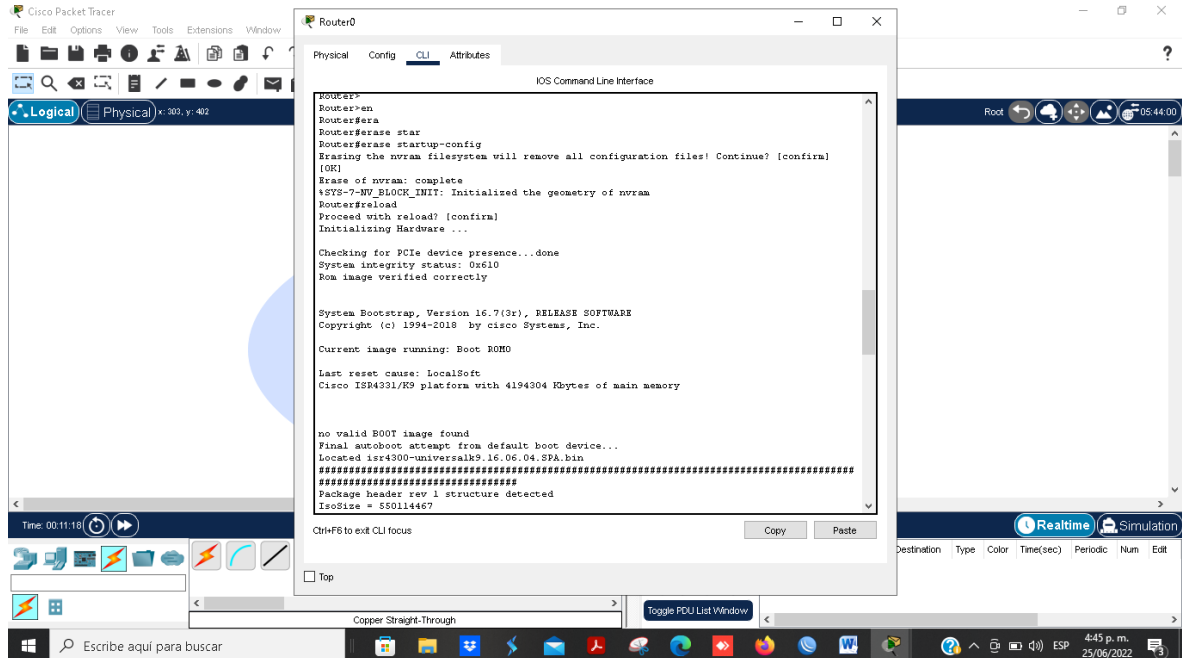 Cisco Packet Tracer
File Edit Options View Tools Extensions Window
?
Logical Physical x: 303, y: 402
Root 05:44:00
Router0
Physical Config CLI Attributes
IOS Command Line Interface
Router>
Router>en
Router#era
Router#erase star
Router#erase startup-config
Erasing the nvram filesystem will remove all configuration files! Continue? [confirm]
[OK]
Erase of nvram: complete
%SYS-7-NV_BLOCK_INIT: Initialized the geometry of nvram
Router#reload
Proceed with reload? [confirm]
Initializing Hardware ...
Checking for PCIe device presence...done
System integrity status: 0x610
Rom image verified correctly
System Bootstrap, Version 16.7(3r), RELEASE SOFTWARE
Copyright (c) 1994-2018  by cisco Systems, Inc.
Current image running: Boot ROM0
Last reset cause: LocalSoft
Cisco ISR4331/K9 platform with 4194304 Kbytes of main memory
no valid BOOT image found
Final autoboot attempt from default boot device...
Located isr4300-universalk9.16.06.04.SPA.bin
#########################################################################################
#################################
Package header rev 1 structure detected
IsoSize = 550114467
Ctrl+F6 to exit CLI focus
Copy Paste
Top
Time: 00:11:18
Realtime Simulation
Destination Type Color Time(sec) Periodic Num Edit
Toggle PDU List Window
Copper Straight-Through
Escribe aquí para buscar
ESP
4:45 p. m.
25/06/2022
3